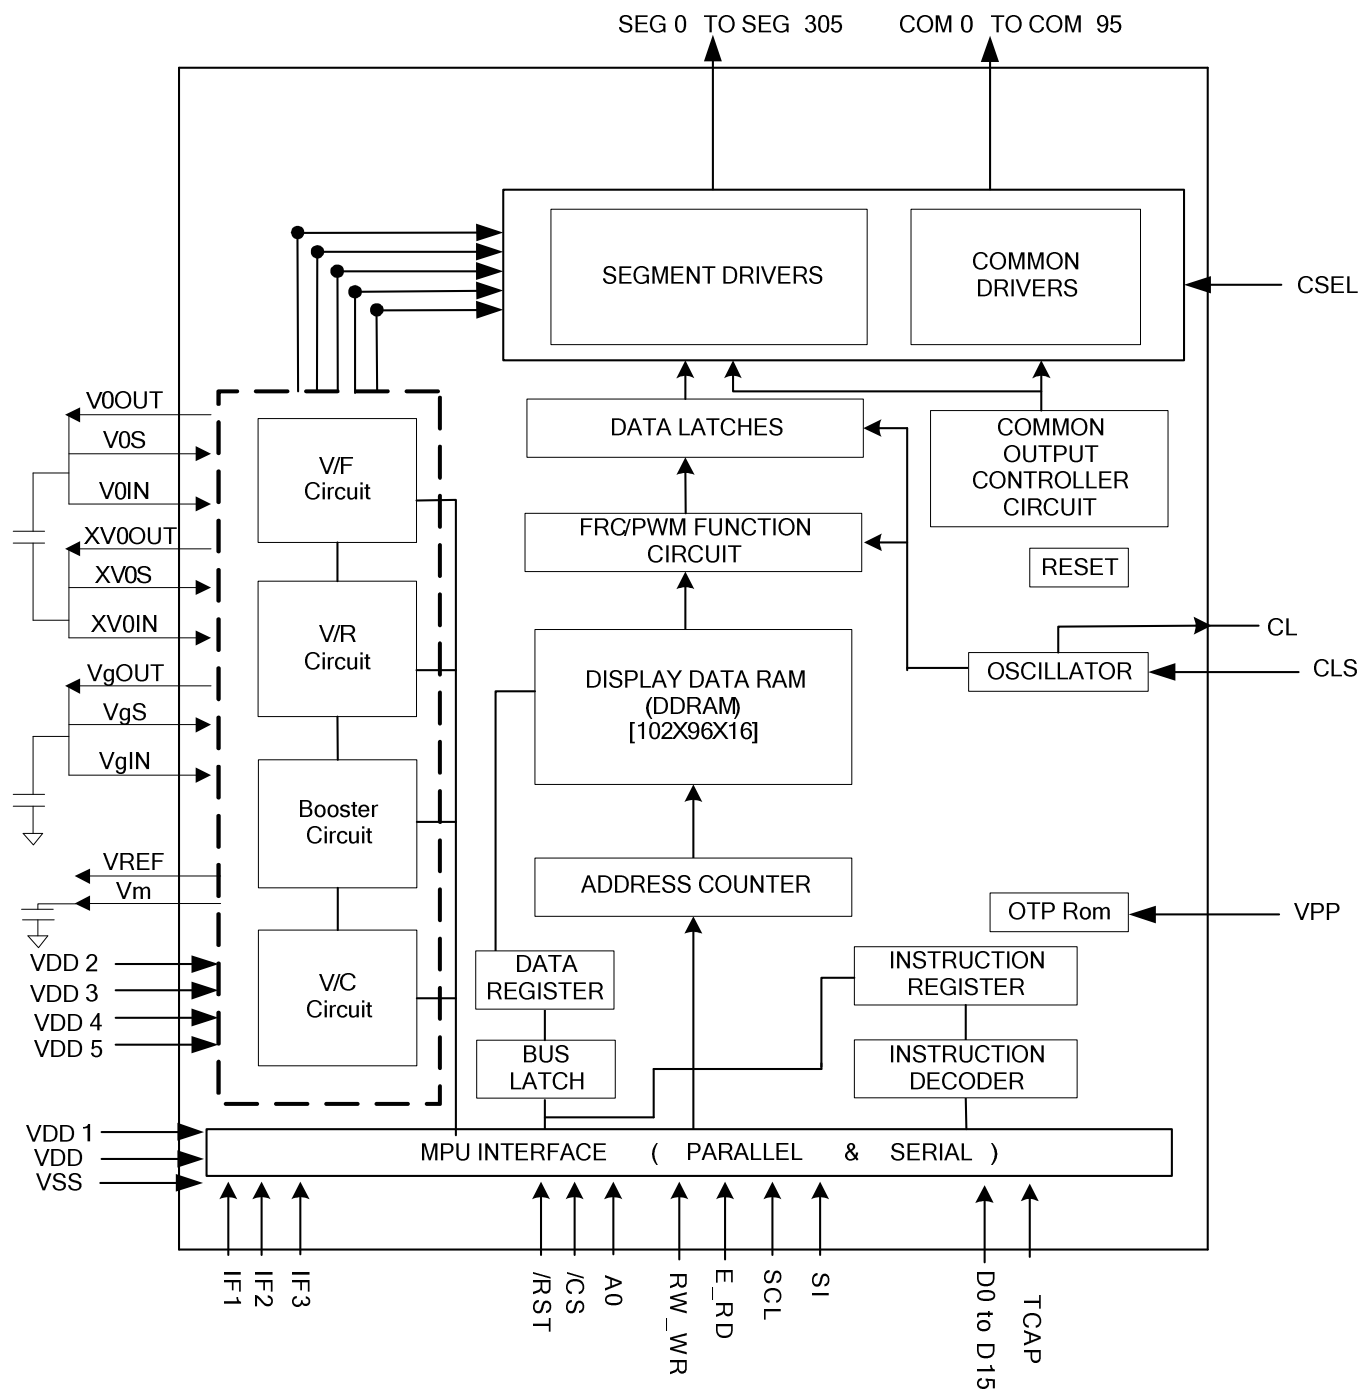 SEG 0 TO SEG 305
COM 0 TO COM 95
SEGMENT DRIVERS
COMMON
DRIVERS
CSEL
V0OUT
V0S
V0IN
XV0OUT
XV0S
XV0IN
VgOUT
VgS
VgIN
VREF
Vm
VDD 2
VDD 3
VDD 4
VDD 5
V/F
Circuit
V/R
Circuit
Booster
Circuit
V/C
Circuit
DATA LATCHES
COMMON
OUTPUT
CONTROLLER
CIRCUIT
FRC/PWM FUNCTION
CIRCUIT
RESET
CL
DISPLAY DATA RAM
(DDRAM)
[102X96X16]
OSCILLATOR
CLS
ADDRESS COUNTER
OTP Rom
VPP
DATA
REGISTER
INSTRUCTION
REGISTER
BUS
LATCH
INSTRUCTION
DECODER
VDD 1
VDD
VSS
MPU INTERFACE ( PARALLEL & SERIAL )
IF1
IF2
IF3
/RST
/CS
A0
RW_WR
E_RD
SCL
SI
D0 to D15
TCAP